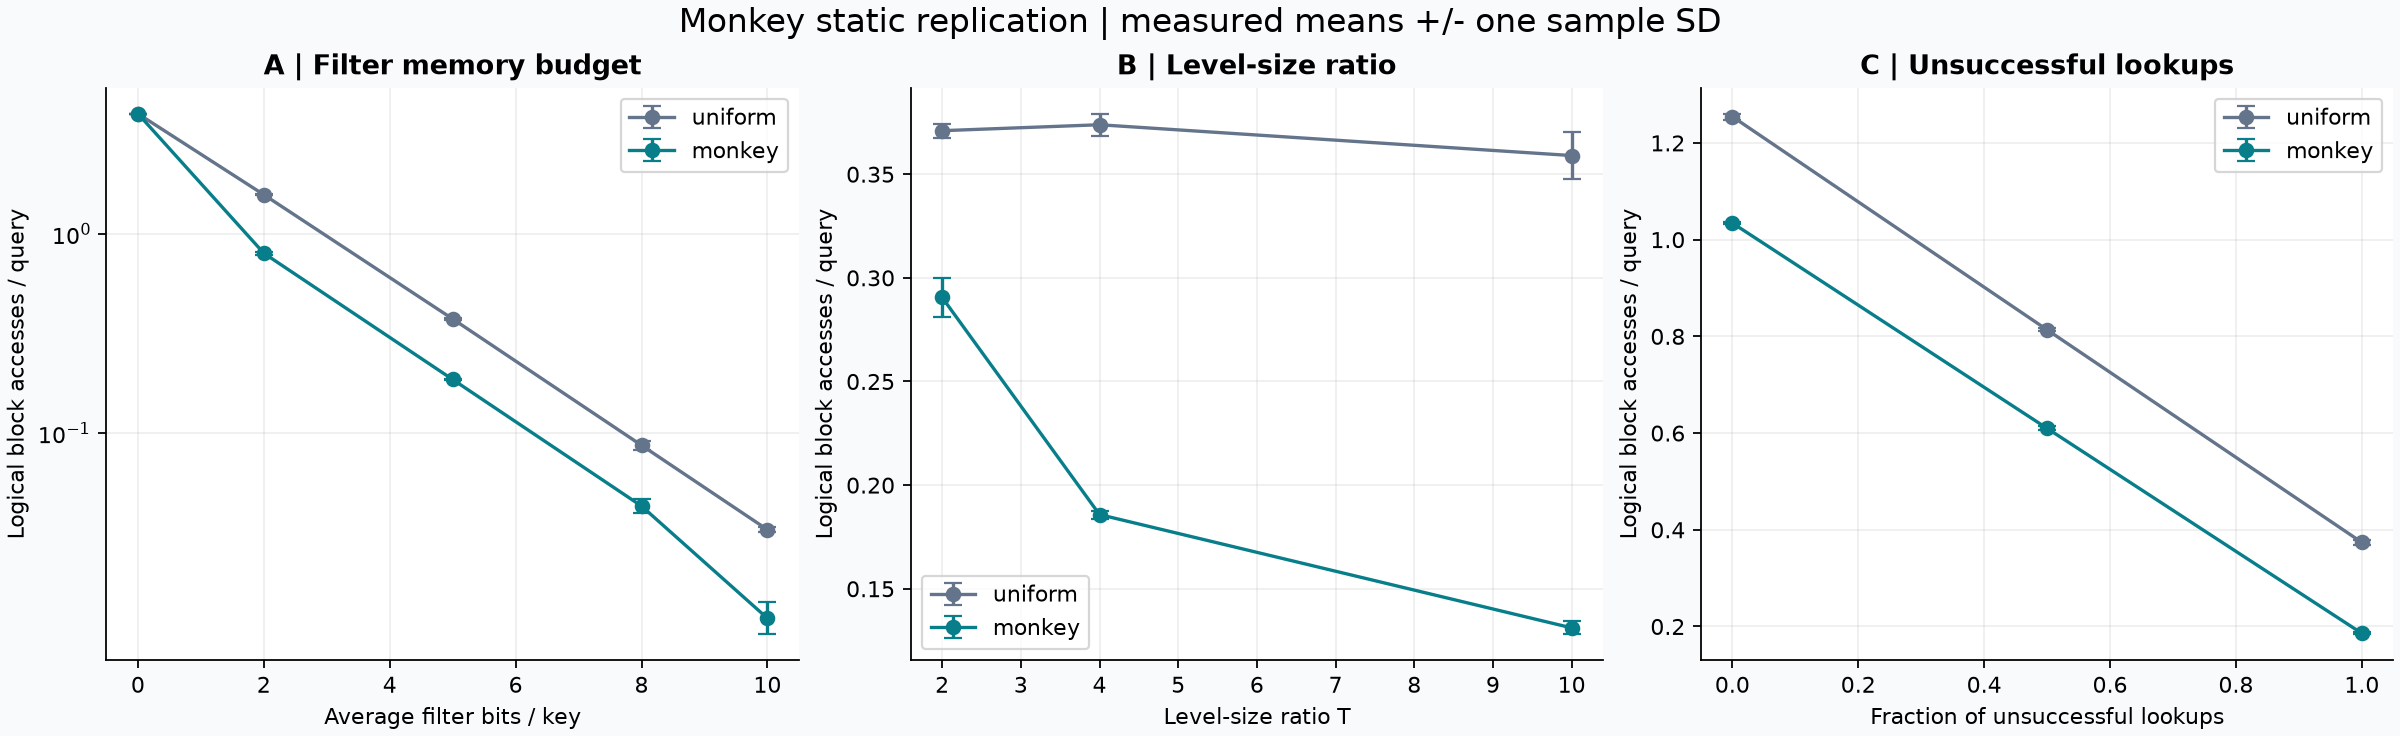 Monkey static replication | measured means +/- one sample SD
A | Filter memory budget
Logical block accesses / query
10⁰
10⁻¹
uniform
monkey
0 2 4 6 8 10
Average filter bits / key
B | Level-size ratio
Logical block accesses / query
0.35
0.30
0.25
0.20
0.15
uniform
monkey
2 3 4 5 6 7 8 9 10
Level-size ratio T
C | Unsuccessful lookups
Logical block accesses / query
1.2
1.0
0.8
0.6
0.4
0.2
uniform
monkey
0.0 0.2 0.4 0.6 0.8 1.0
Fraction of unsuccessful lookups